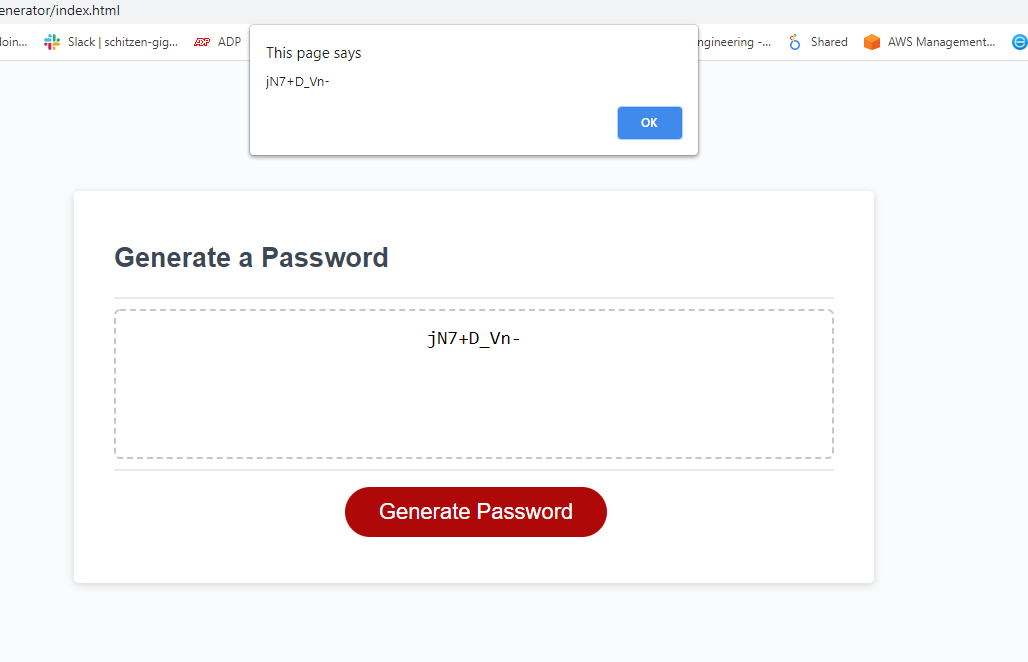 enerator/index.html
Slack | schitzen-gig... ADP ngineering -... Shared AWS Management...
This page says
jN7+D_Vn-
OK
Generate a Password
jN7+D_Vn-
Generate Password